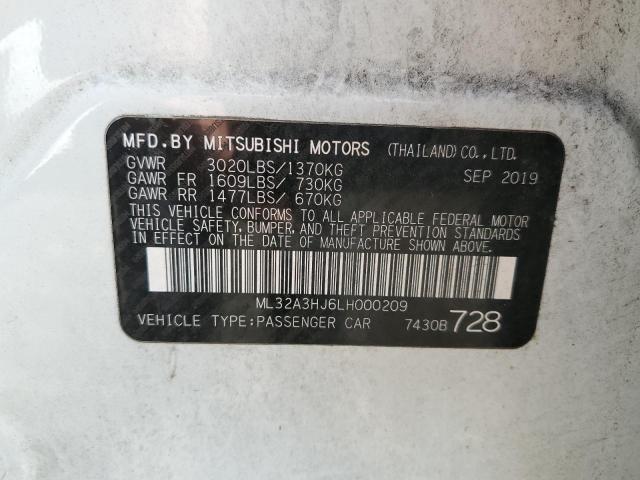 MFD.BY MITSUBISHI MOTORS (THAILAND)CO.,LTD.
GVWR 3020LBS/1370KG SEP 2019
GAWR FR 1609LBS/ 730KG
GAWR RR 1477LBS/ 670KG
THIS VEHICLE CONFORMS TO ALL APPLICABLE FEDERAL MOTOR
VEHICLE SAFETY, BUMPER, AND THEFT PREVENTION STANDARDS
IN EFFECT ON THE DATE OF MANUFACTURE SHOWN ABOVE.
ML32A3HJ6LH000209
VEHICLE TYPE:PASSENGER CAR 7430B 728